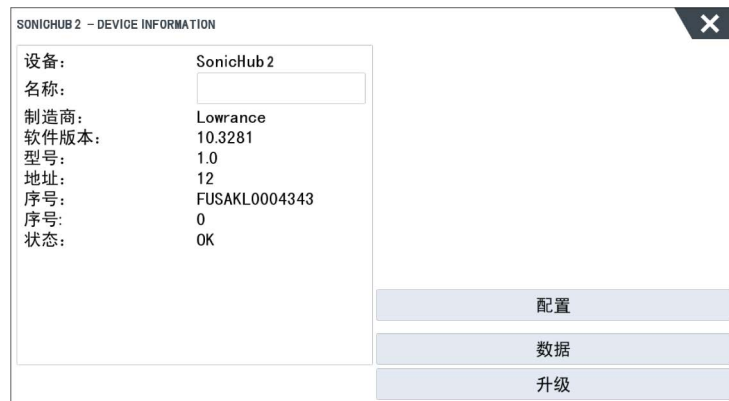 SONICHUB 2 - DEVICE INFORMATION
设备： SonicHub 2
名称：
制造商： Lowrance
软件版本： 10.3281
型号： 1.0
地址： 12
序号： FUSAKL0004343
序号: 0
状态： OK
配置
数据
升级